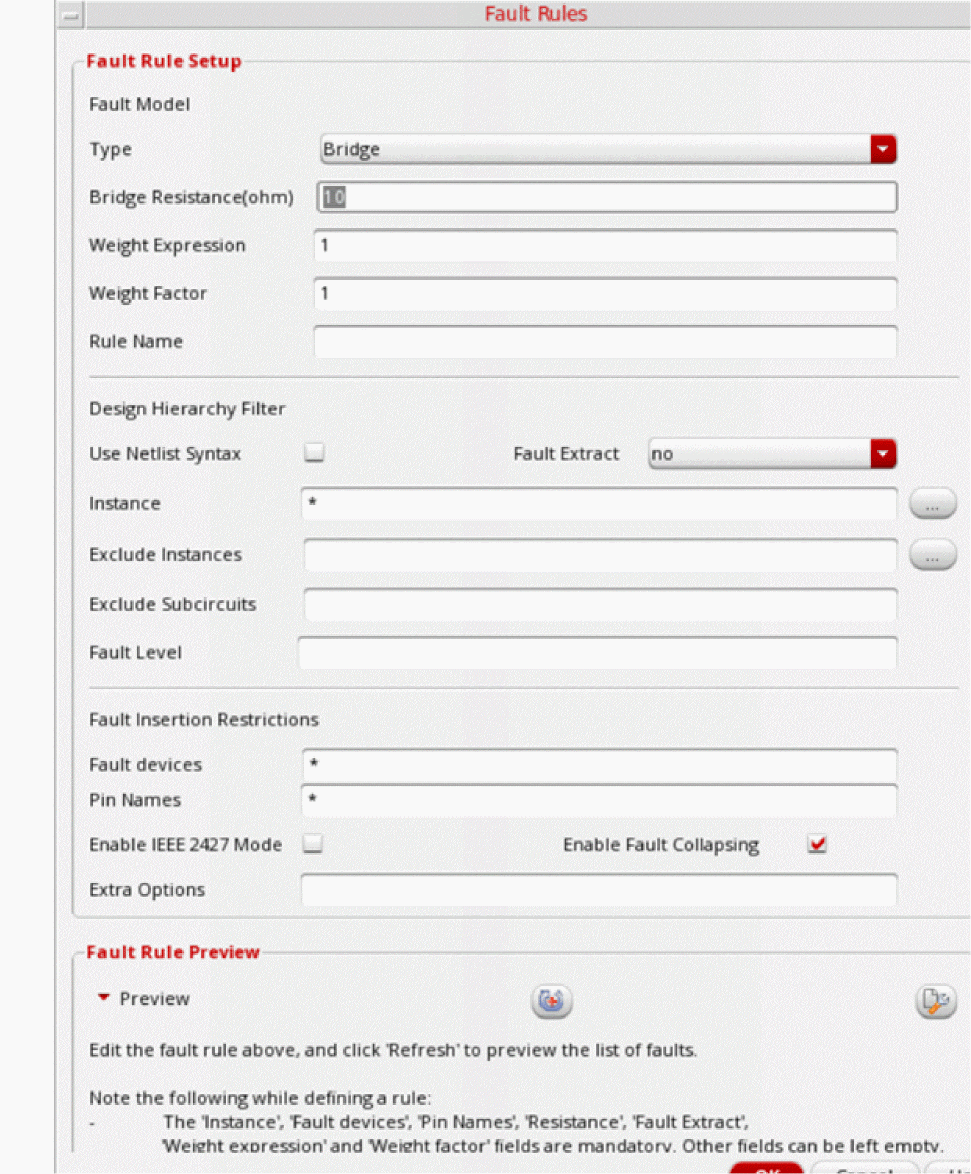 Fault Rules
Fault Rule Setup
Fault Model
Type Bridge
Bridge Resistance(ohm) 10
Weight Expression 1
Weight Factor 1
Rule Name
Design Hierarchy Filter
Use Netlist Syntax Fault Extract no
Instance * ...
Exclude Instances ...
Exclude Subcircuits
Fault Level
Fault Insertion Restrictions
Fault devices *
Pin Names *
Enable IEEE 2427 Mode Enable Fault Collapsing
Extra Options
Fault Rule Preview
Preview
Edit the fault rule above, and click 'Refresh' to preview the list of faults.
Note the following while defining a rule:
- The 'Instance', 'Fault devices', 'Pin Names', 'Resistance', 'Fault Extract',
'Weight expression' and 'Weight factor' fields are mandatory. Other fields can be left empty.